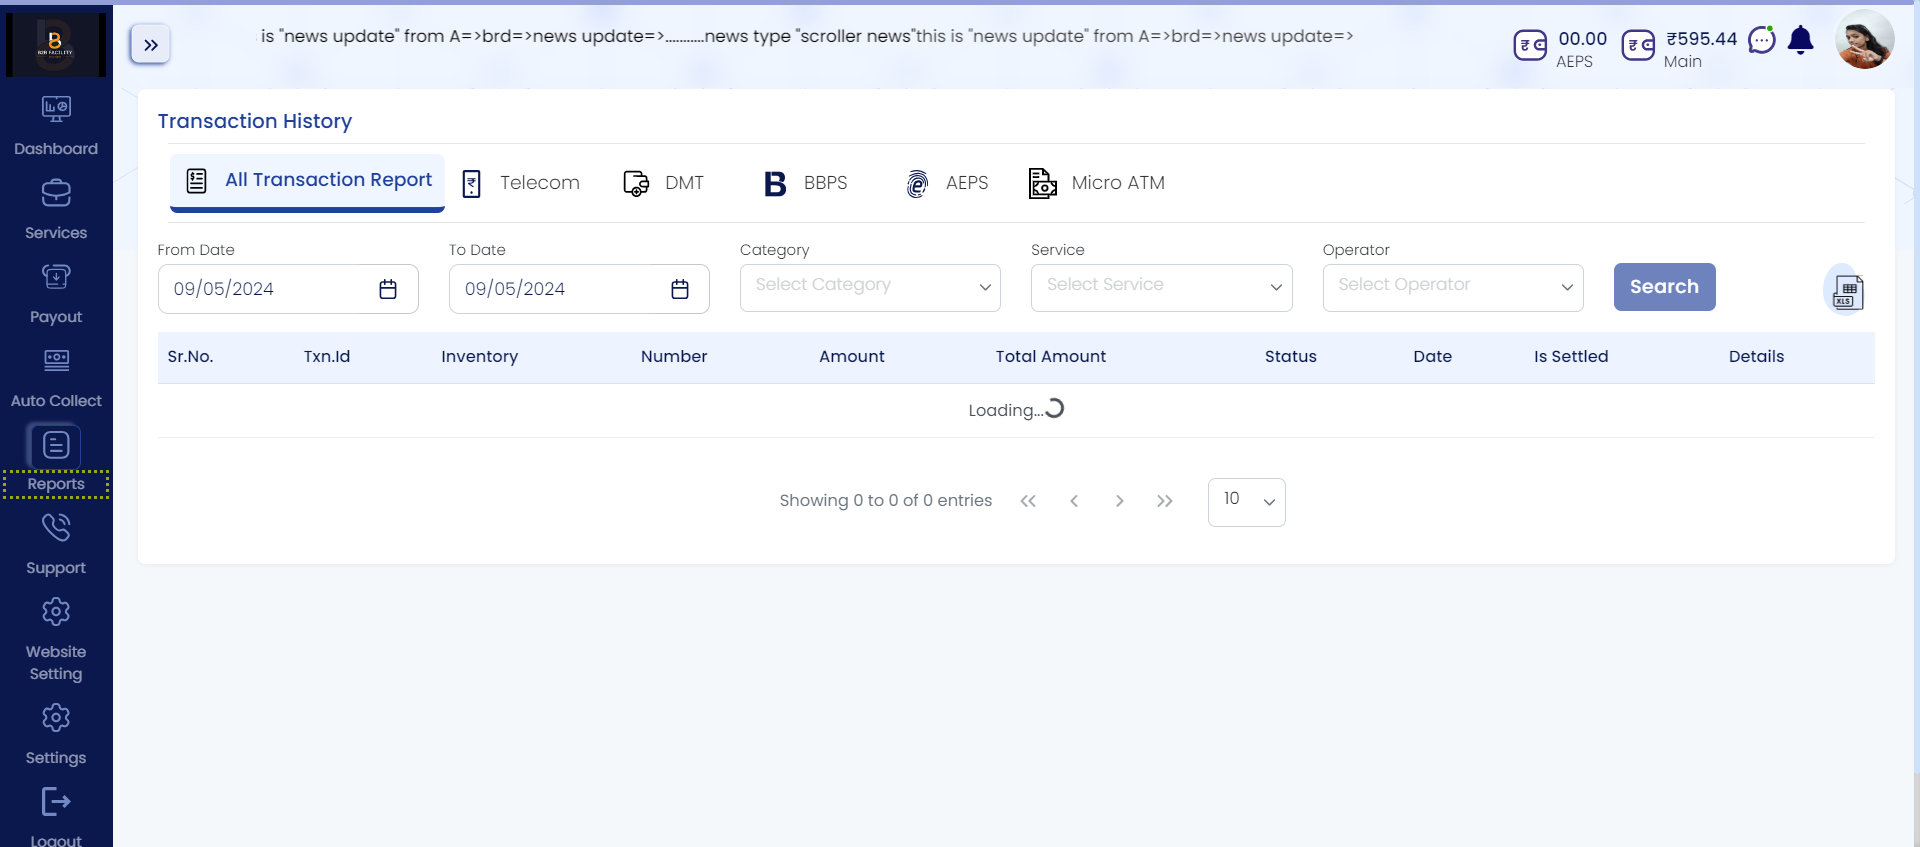 B2B FACILITY
is "news update" from A=>brd=>news update=>...........news type "scroller news"this is "news update" from A=>brd=>news update=>
00.00
AEPS
₹595.44
Main
Dashboard
Services
Payout
Auto Collect
Reports
Support
Website
Setting
Settings
Logout
Transaction History
All Transaction Report
Telecom
DMT
BBPS
AEPS
Micro ATM
From Date
To Date
Category
Service
Operator
09/05/2024
09/05/2024
Select Category
Select Service
Select Operator
Search
XLS
Sr.No. Txn.Id Inventory Number Amount Total Amount Status Date Is Settled Details
Loading...
Showing 0 to 0 of 0 entries
10